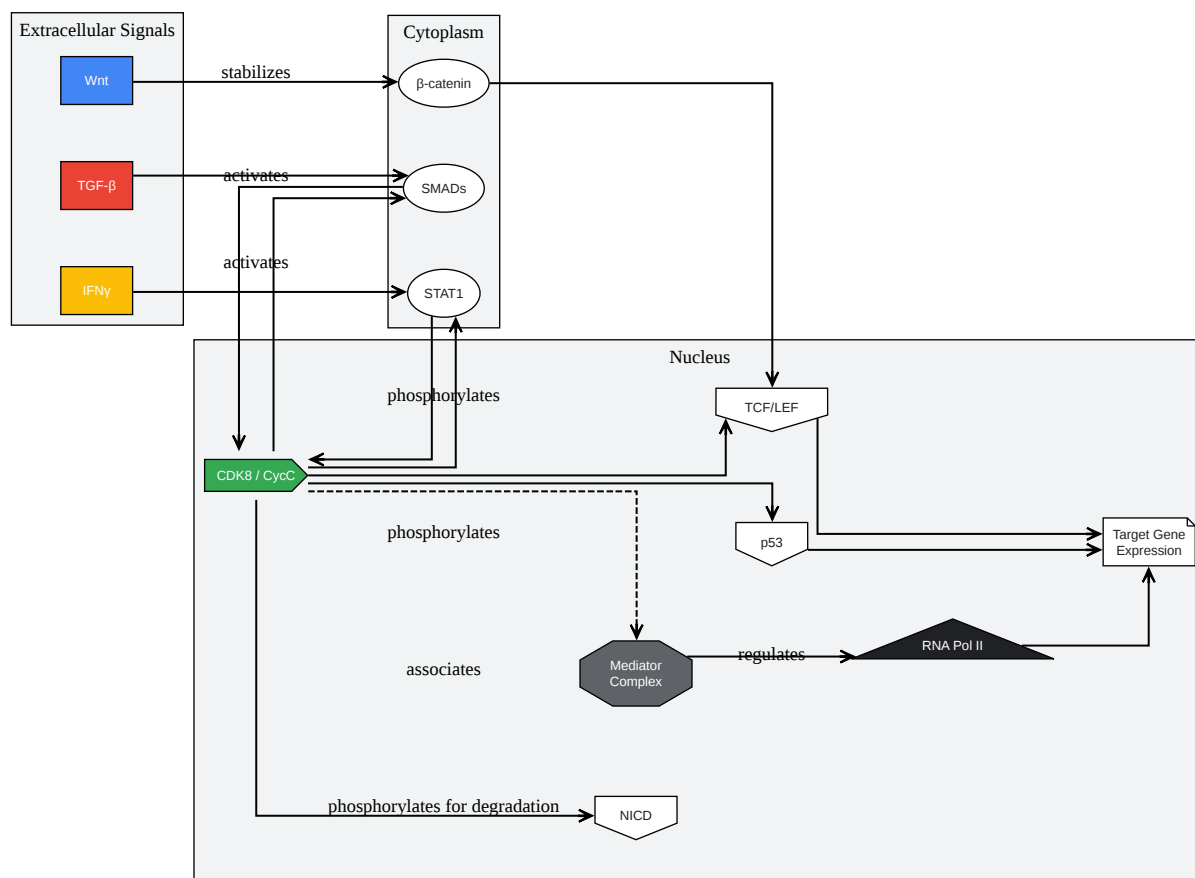 Extracellular Signals
Cytoplasm
Wnt
stabilizes
β-catenin
TGF-β
activates
SMADs
activates
IFNγ
STAT1
Nucleus
phosphorylates
TCF/LEF
CDK8 / CycC
phosphorylates
p53
Target Gene
Expression
associates
Mediator
Complex
regulates
RNA Pol II
phosphorylates for degradation
NICD